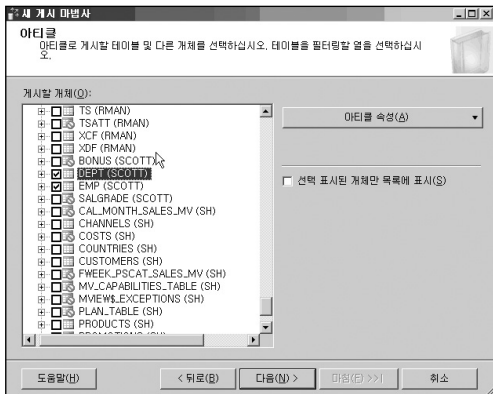 새 게시 마법사
아티클
아티클로 게시할 테이블 및 다른 개체를 선택하십시오. 테이블을 필터링할 열을 선택하십시
오.
게시할 개체(O):
TS (RMAN)
TSATT (RMAN)
XCF (RMAN)
XDF (RMAN)
BONUS (SCOTT)
DEPT (SCOTT)
EMP (SCOTT)
SALGRADE (SCOTT)
CAL_MONTH_SALES_MV (SH)
CHANNELS (SH)
COSTS (SH)
COUNTRIES (SH)
CUSTOMERS (SH)
FWEEK_PSCAT_SALES_MV (SH)
MV_CAPABILITIES_TABLE (SH)
MVIEW$_EXCEPTIONS (SH)
PLAN_TABLE (SH)
PRODUCTS (SH)
아티클 속성(A)
선택 표시된 개체만 목록에 표시(S)
도움말(H)
< 뒤로(B)
다음(N) >
마침(F) >>|
취소